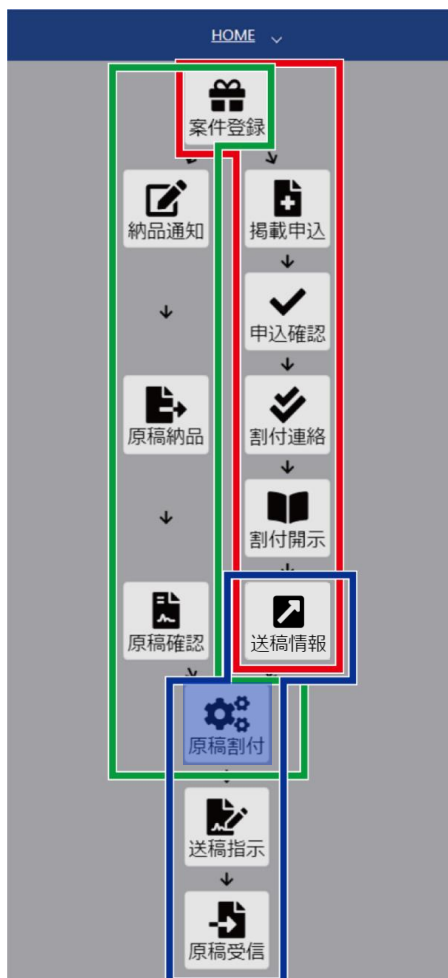 HOME
案件登録
納品通知
掲載申込
申込確認
原稿納品
割付連絡
割付開示
原稿確認
送稿情報
原稿割付
送稿指示
原稿受信